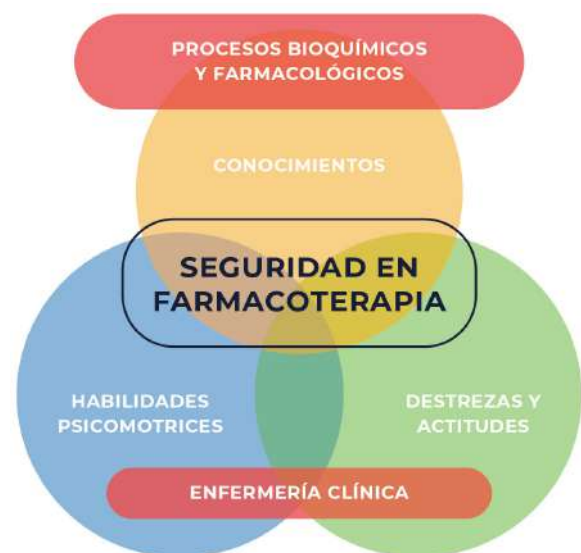 PROCESOS BIOQUÍMICOS
Y FARMACOLÓGICOS
CONOCIMIENTOS
SEGURIDAD EN
FARMACOTERAPIA
HABILIDADES
PSICOMOTRICES
DESTREZAS Y
ACTITUDES
ENFERMERÍA CLÍNICA